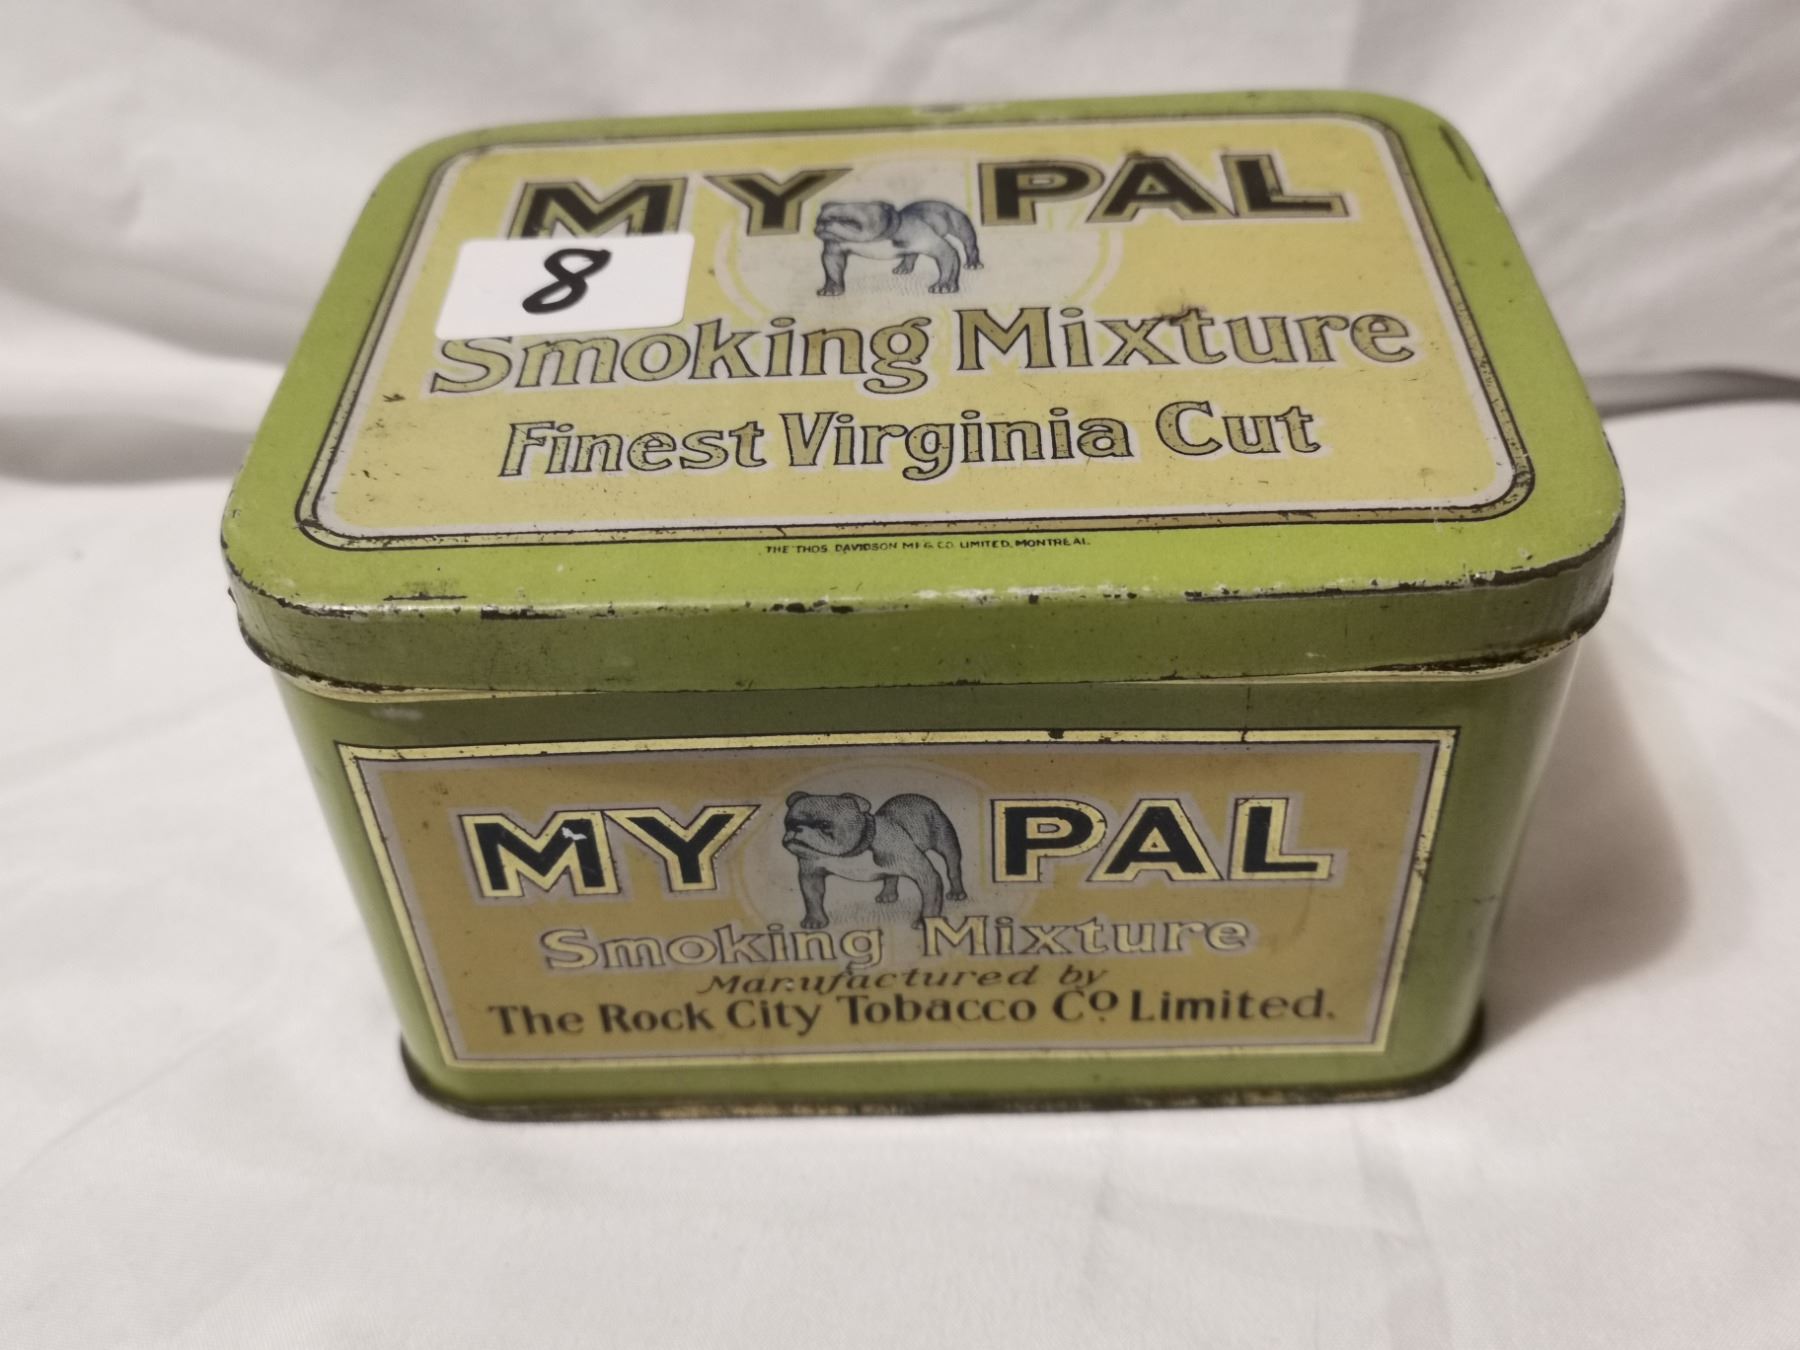 MY PAL
8
Smoking Mixture
Finest Virginia Cut
THE THOS. DAVIDSON MFG. CO. LIMITED, MONTREAL.
MY PAL
Smoking Mixture
Manufactured by
The Rock City Tobacco Co. Limited.